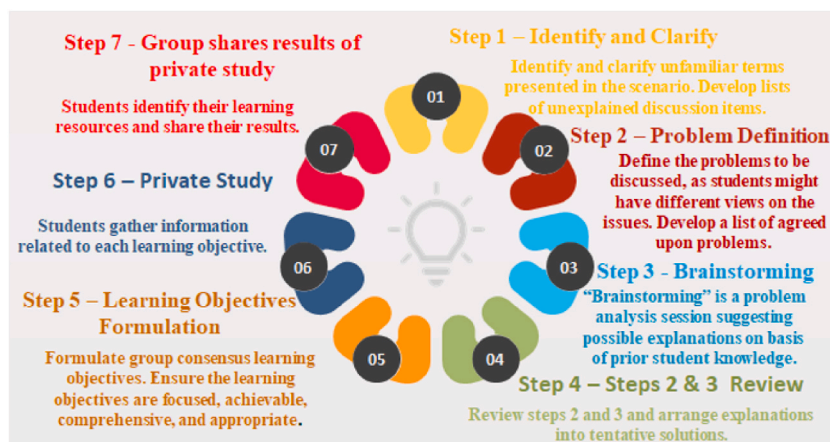 Step 1 – Identify and Clarify
Identify and clarify unfamiliar terms
presented in the scenario. Develop lists
of unexplained discussion items.
Step 2 – Problem Definition
Define the problems to be
discussed, as students might
have different views on the
issues. Develop a list of agreed
upon problems.
Step 3 - Brainstorming
“Brainstorming” is a problem
analysis session suggesting
possible explanations on basis
of prior student knowledge.
Step 4 – Steps 2 & 3 Review
Review steps 2 and 3 and arrange explanations
into tentative solutions.
Step 5 – Learning Objectives
Formulation
Formulate group consensus learning
objectives. Ensure the learning
objectives are focused, achievable,
comprehensive, and appropriate.
Step 6 – Private Study
Students gather information
related to each learning objective.
Step 7 - Group shares results of
private study
Students identify their learning
resources and share their results.
01
02
03
04
05
06
07